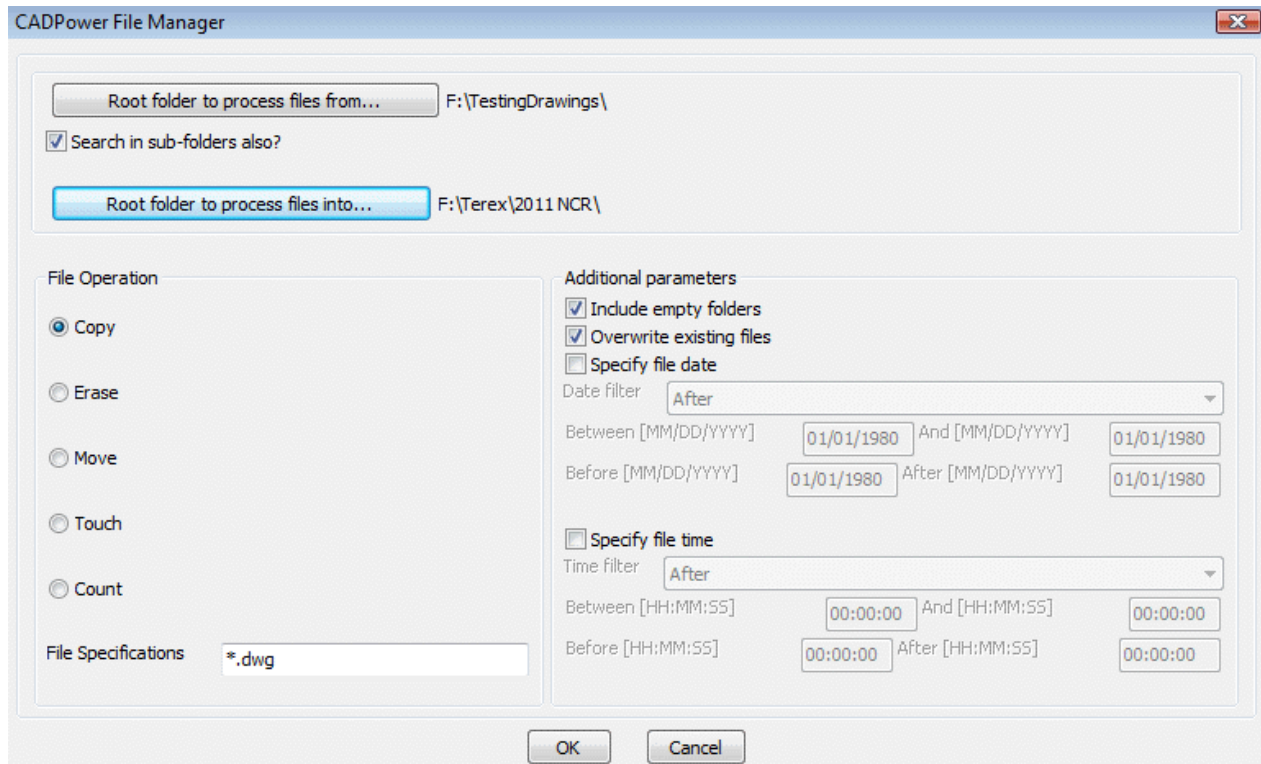 CADPower File Manager
Root folder to process files from... F:\TestingDrawings\
Search in sub-folders also?
Root folder to process files into... F:\Terex\2011 NCR\
File Operation
Copy
Erase
Move
Touch
Count
File Specifications *.dwg
Additional parameters
Include empty folders
Overwrite existing files
Specify file date
Date filter After
Between [MM/DD/YYYY] 01/01/1980 And [MM/DD/YYYY] 01/01/1980
Before [MM/DD/YYYY] 01/01/1980 After [MM/DD/YYYY] 01/01/1980
Specify file time
Time filter After
Between [HH:MM:SS] 00:00:00 And [HH:MM:SS] 00:00:00
Before [HH:MM:SS] 00:00:00 After [HH:MM:SS] 00:00:00
OK Cancel